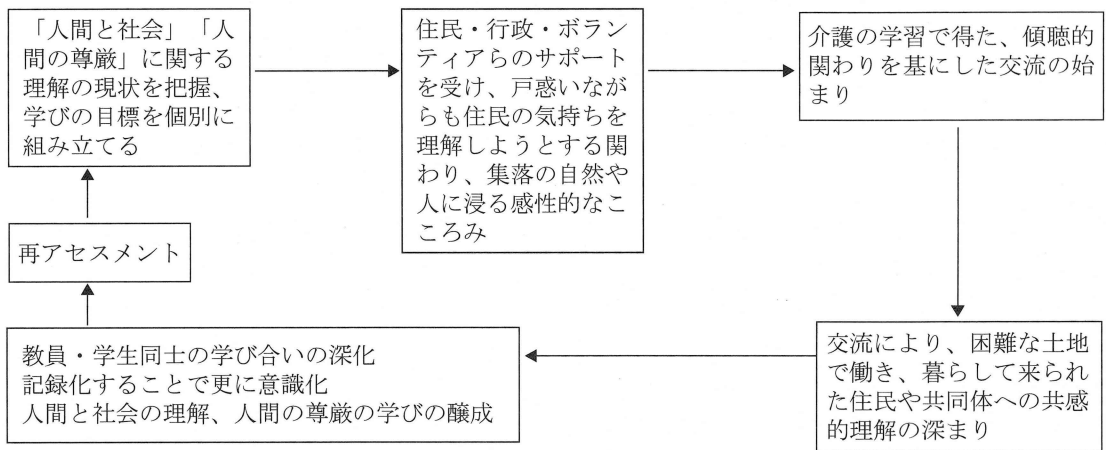 「人間と社会」「人
間の尊厳」に関する
理解の現状を把握、
学びの目標を個別に
組み立てる
住民・行政・ボラン
ティアらのサポート
を受け、戸惑いなが
らも住民の気持ちを
理解しようとする関
わり、集落の自然や
人に浸る感性的なこ
ころみ
介護の学習で得た、傾聴的
関わりを基にした交流の始
まり
交流により、困難な土地
で働き、暮らして来られ
た住民や共同体への共感
的理解の深まり
教員・学生同士の学び合いの深化
記録化することで更に意識化
人間と社会の理解、人間の尊厳の学びの醸成
再アセスメント